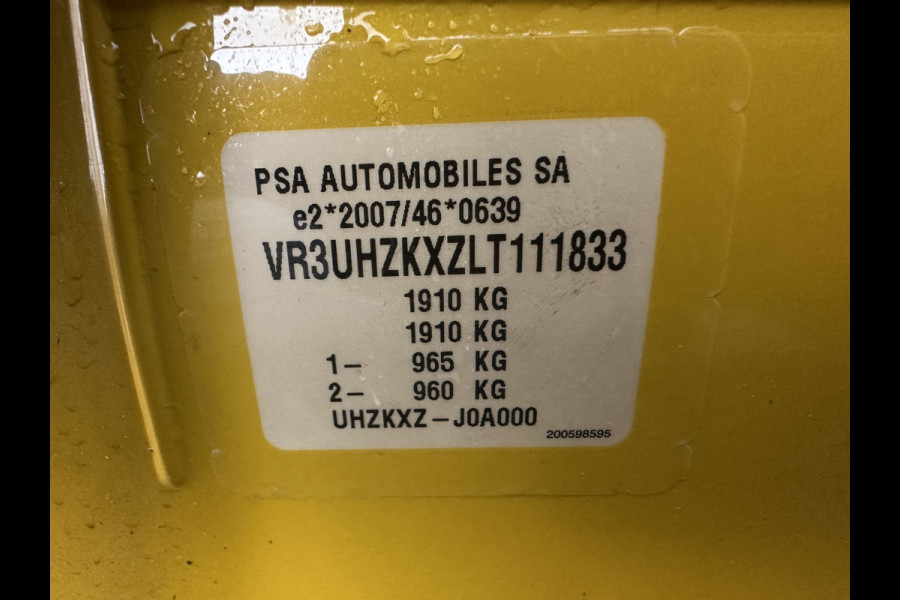 PSA AUTOMOBILES SA
e2*2007/46*0639
VR3UHZKXZLT111833
1910 KG
1910 KG
1– 965 KG
2– 960 KG
UHZKXZ–J0A000
200598595